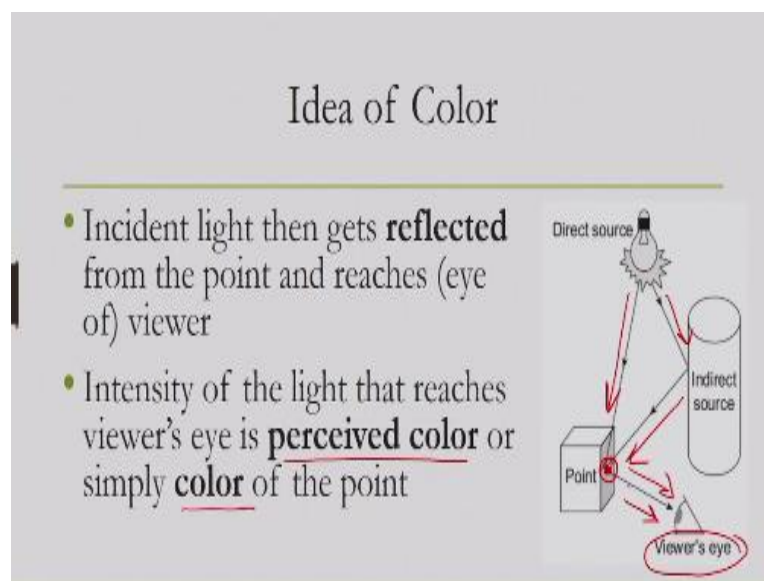 Idea of Color
• Incident light then gets reflected
from the point and reaches (eye
of) viewer
• Intensity of the light that reaches
viewer's eye is perceived color or
simply color of the point
Direct source
Indirect
source
Point
Viewer's eye